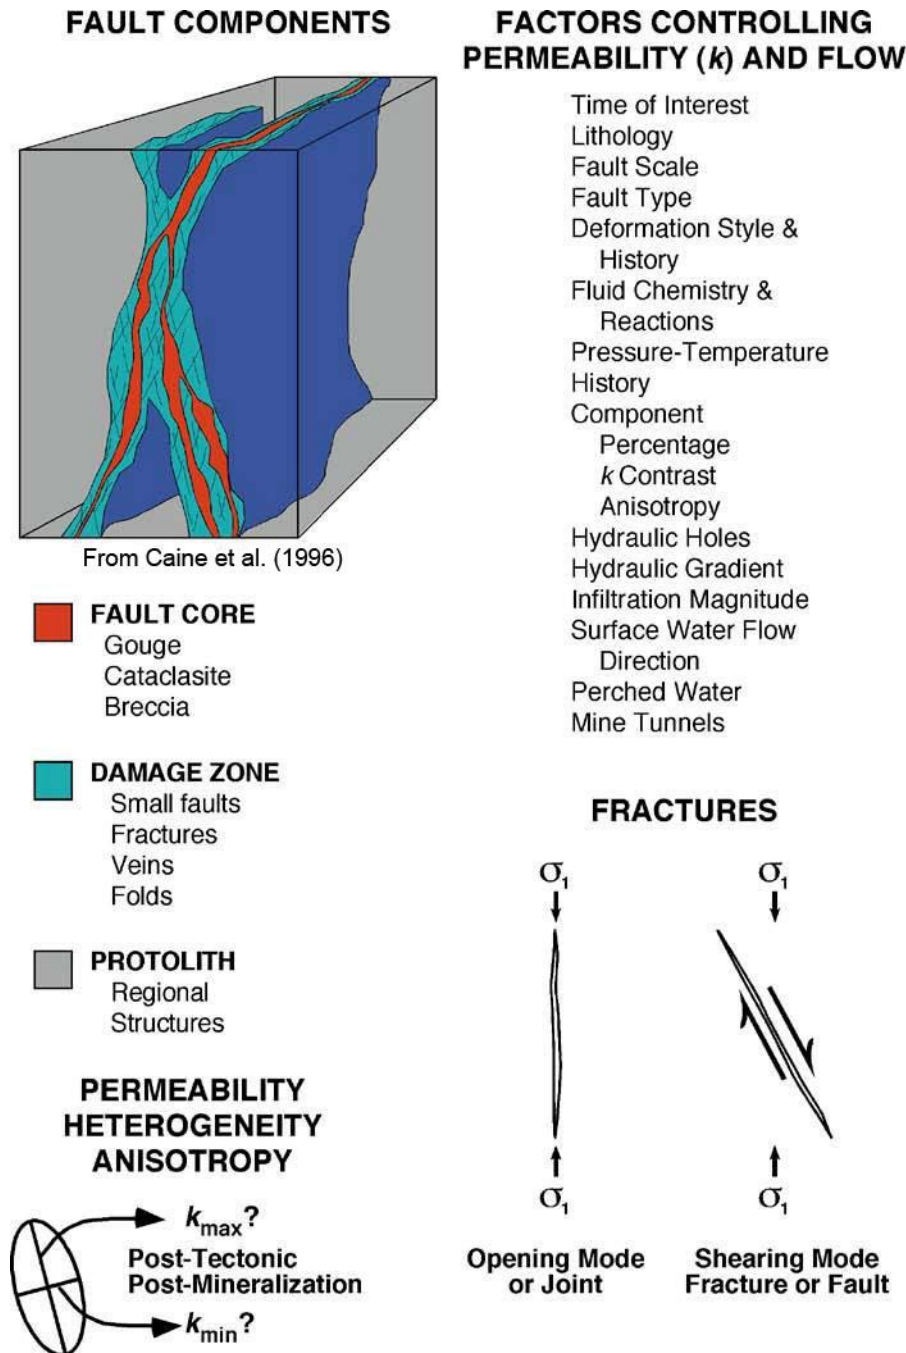 FAULT COMPONENTS
From Caine et al. (1996)
FAULT CORE
Gouge
Cataclasite
Breccia
DAMAGE ZONE
Small faults
Fractures
Veins
Folds
PROTOLITH
Regional
Structures
PERMEABILITY
HETEROGENEITY
ANISOTROPY
kmax?
Post-Tectonic
Post-Mineralization
kmin?
FACTORS CONTROLLING
PERMEABILITY (k) AND FLOW
Time of Interest
Lithology
Fault Scale
Fault Type
Deformation Style &
History
Fluid Chemistry &
Reactions
Pressure-Temperature
History
Component
Percentage
k Contrast
Anisotropy
Hydraulic Holes
Hydraulic Gradient
Infiltration Magnitude
Surface Water Flow
Direction
Perched Water
Mine Tunnels
FRACTURES
σ1
σ1
σ1
σ1
Opening Mode
or Joint
Shearing Mode
Fracture or Fault